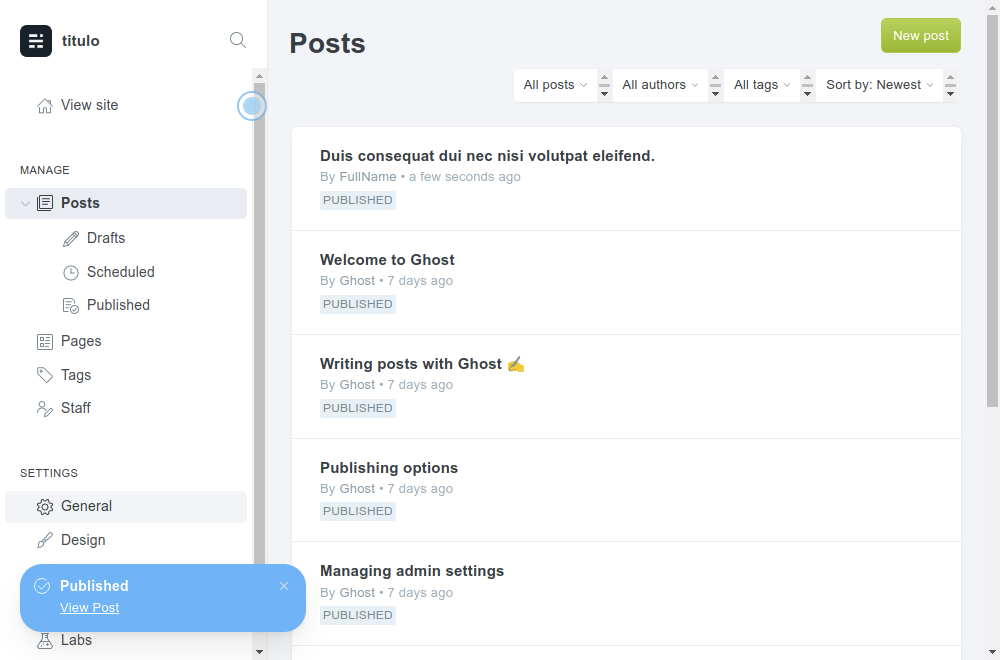 titulo
View site
MANAGE
Posts
Drafts
Scheduled
Published
Pages
Tags
Staff
SETTINGS
General
Design
Published
View Post
Labs
Posts
New post
All posts
All authors
All tags
Sort by: Newest
Duis consequat dui nec nisi volutpat eleifend.
By FullName • a few seconds ago
PUBLISHED
Welcome to Ghost
By Ghost • 7 days ago
PUBLISHED
Writing posts with Ghost ✍️
By Ghost • 7 days ago
PUBLISHED
Publishing options
By Ghost • 7 days ago
PUBLISHED
Managing admin settings
By Ghost • 7 days ago
PUBLISHED